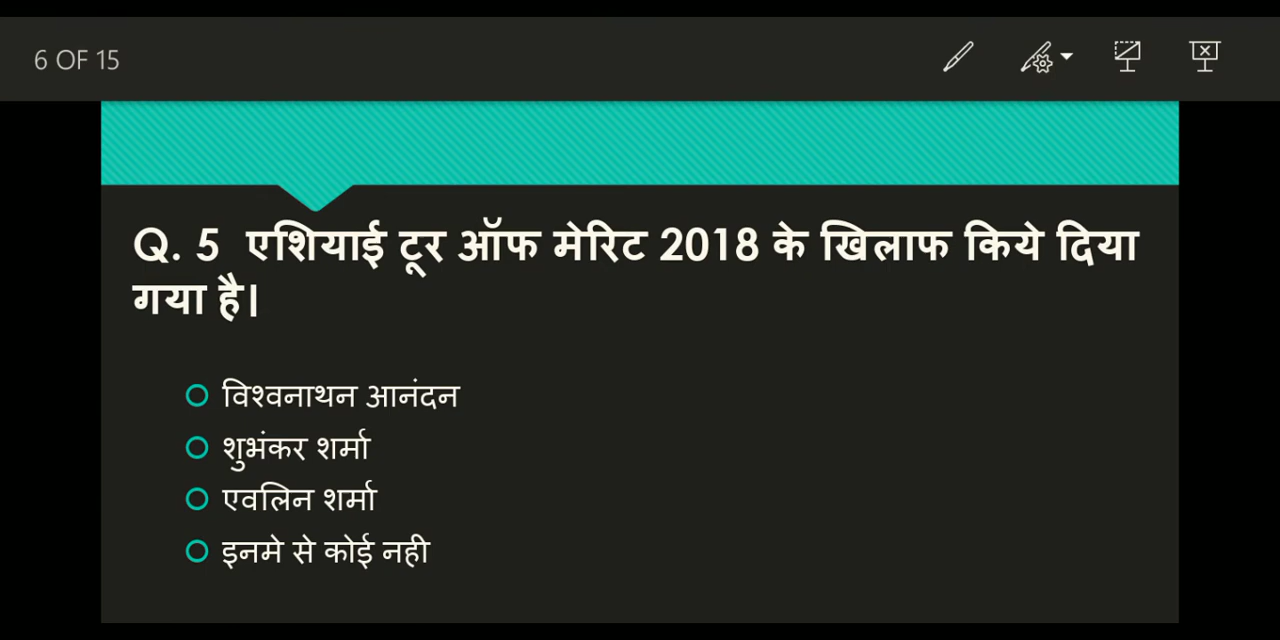 6 OF 15
Q. 5 एशियाई टूर ऑफ मेरिट 2018 के खिलाफ किये दिया
गया है।
विश्वनाथन आनंदन
शुभंकर शर्मा
एवलिन शर्मा
इनमे से कोई नही